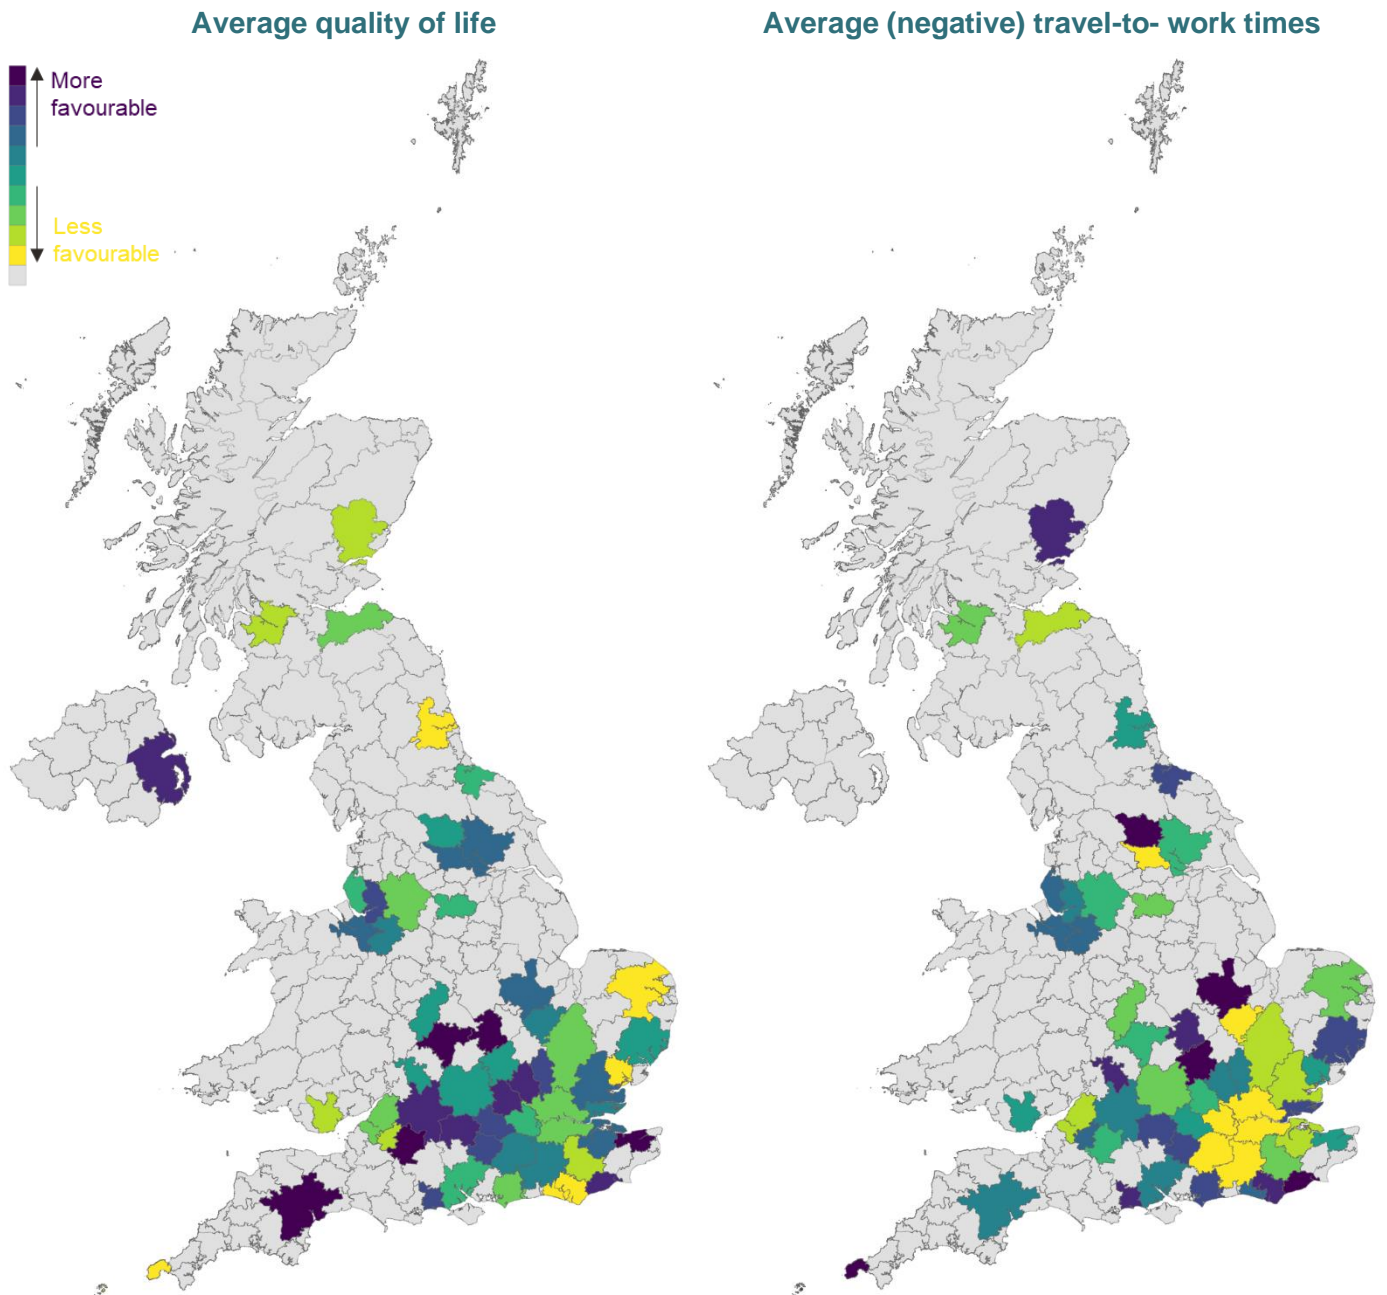 Average quality of life
Average (negative) travel-to- work times
More
favourable
Less
favourable